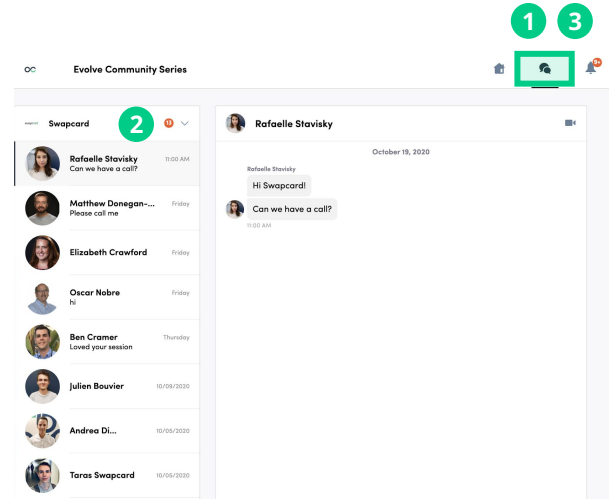 1 3
Evolve Community Series
9+
Swapcard
2
13
Rafaelle Stavisky 11:00 AM
Can we have a call?
Matthew Donegan-... Friday
Please call me
Elizabeth Crawford Friday
Oscar Nobre Friday
hi
Ben Cramer Thursday
Loved your session
Julien Bouvier 10/08/2020
Andrea Di... 10/05/2020
Taras Swapcard 10/05/2020
Rafaelle Stavisky
October 19, 2020
Rafaelle Stavisky
Hi Swapcard!
Can we have a call?
11:00 AM